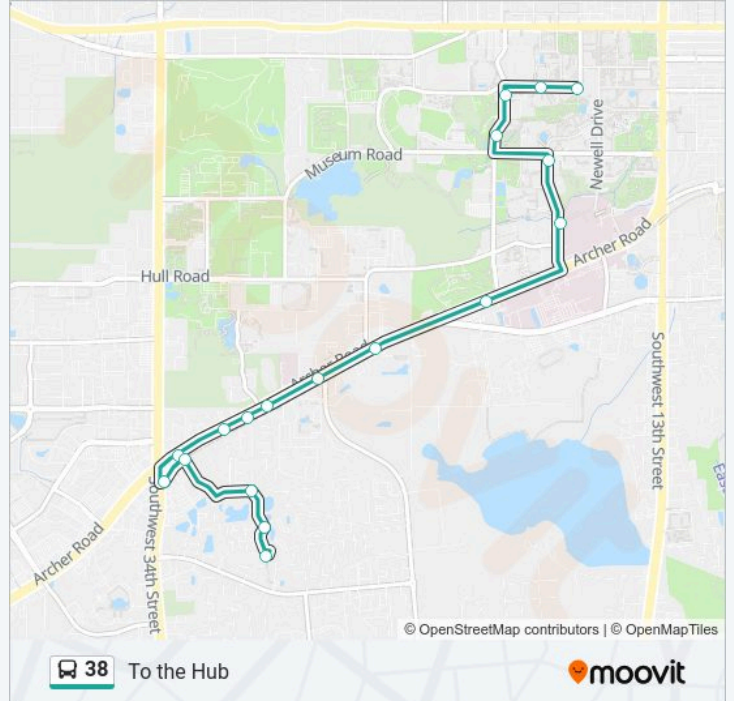 Newell Drive
Museum Road
Archer Road
Hull Road
Southwest 13th Street
Archer Road
Archer Road
Southwest 34th Street
© OpenStreetMap contributors | © OpenMapTiles
38 To the Hub
moovit